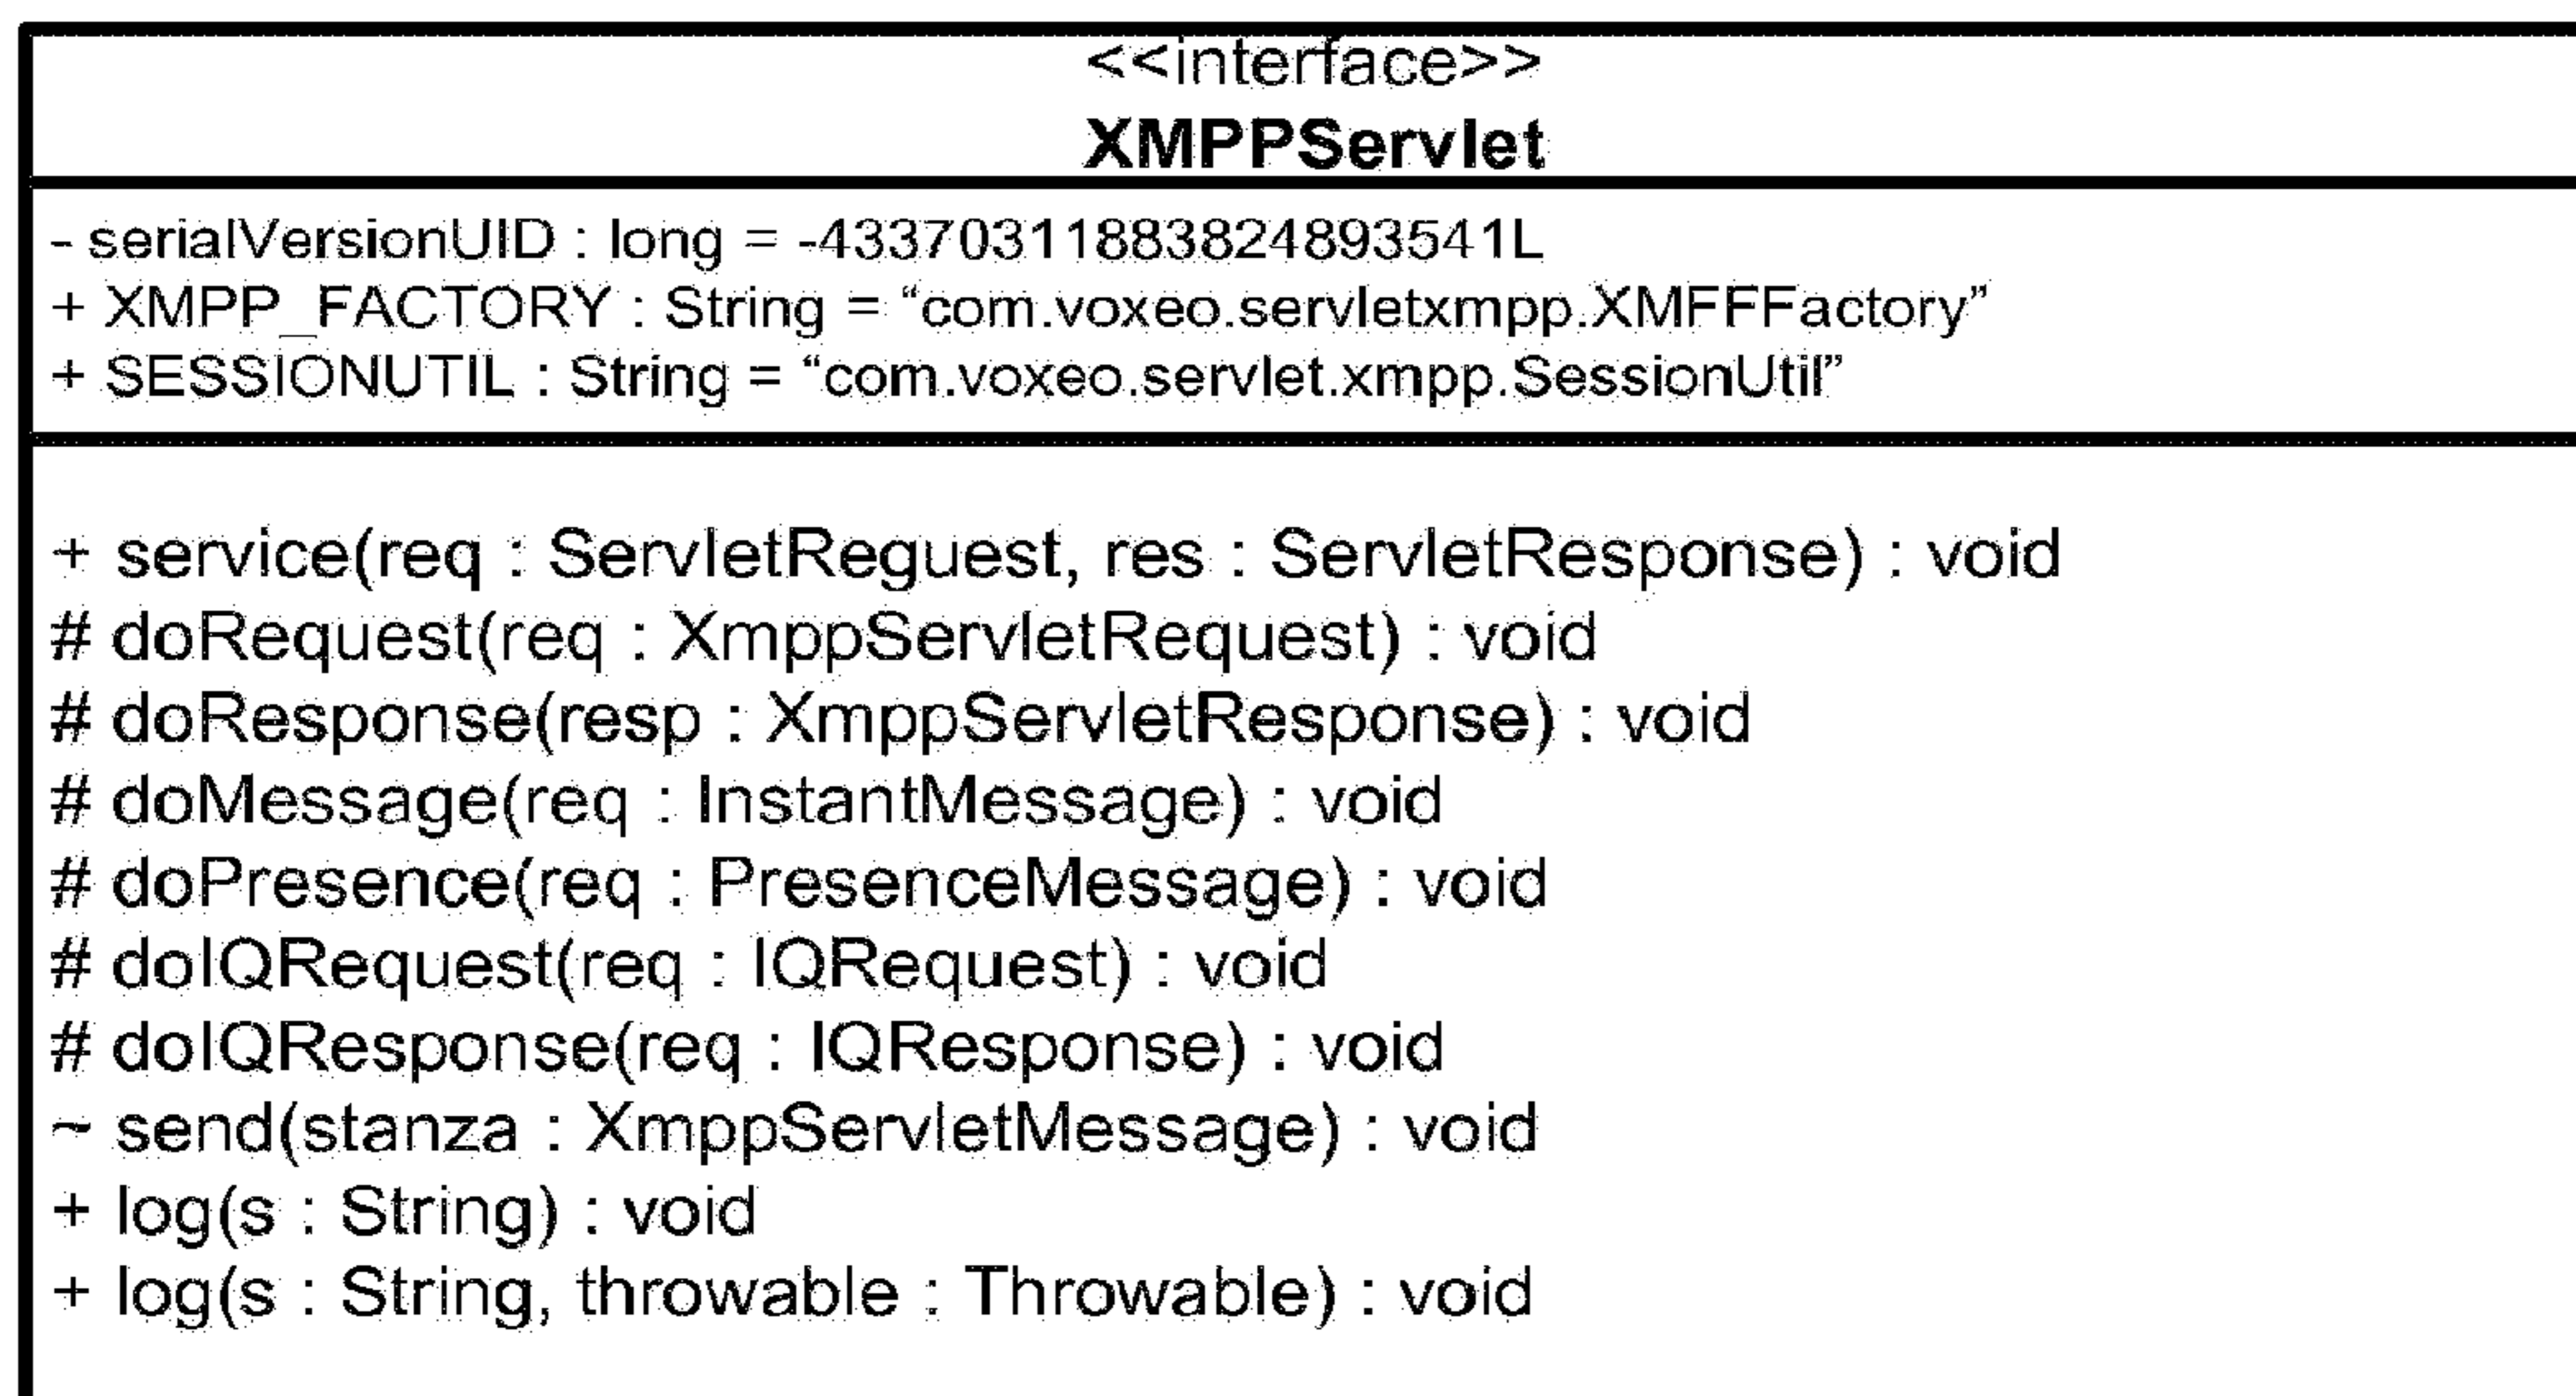 <<interface>>
XMPPServlet
- serialVersionUID : long = -43370311883824893541L
+ XMPP_FACTORY : String = “com.voxeo.servletxmpp.XMFFFactory”
+ SESSIONUTIL : String = “com.voxeo.servlet.xmpp.SessionUtil”
+ service(req : ServletReguest, res : ServletResponse) : void
# doRequest(req : XmppServletRequest) : void
# doResponse(resp : XmppServletResponse) : void
# doMessage(req : InstantMessage) : void
# doPresence(req : PresenceMessage) : void
# doIQRequest(req : IQRequest) : void
# doIQResponse(req : IQResponse) : void
~ send(stanza : XmppServletMessage) : void
+ log(s : String) : void
+ log(s : String, throwable : Throwable) : void